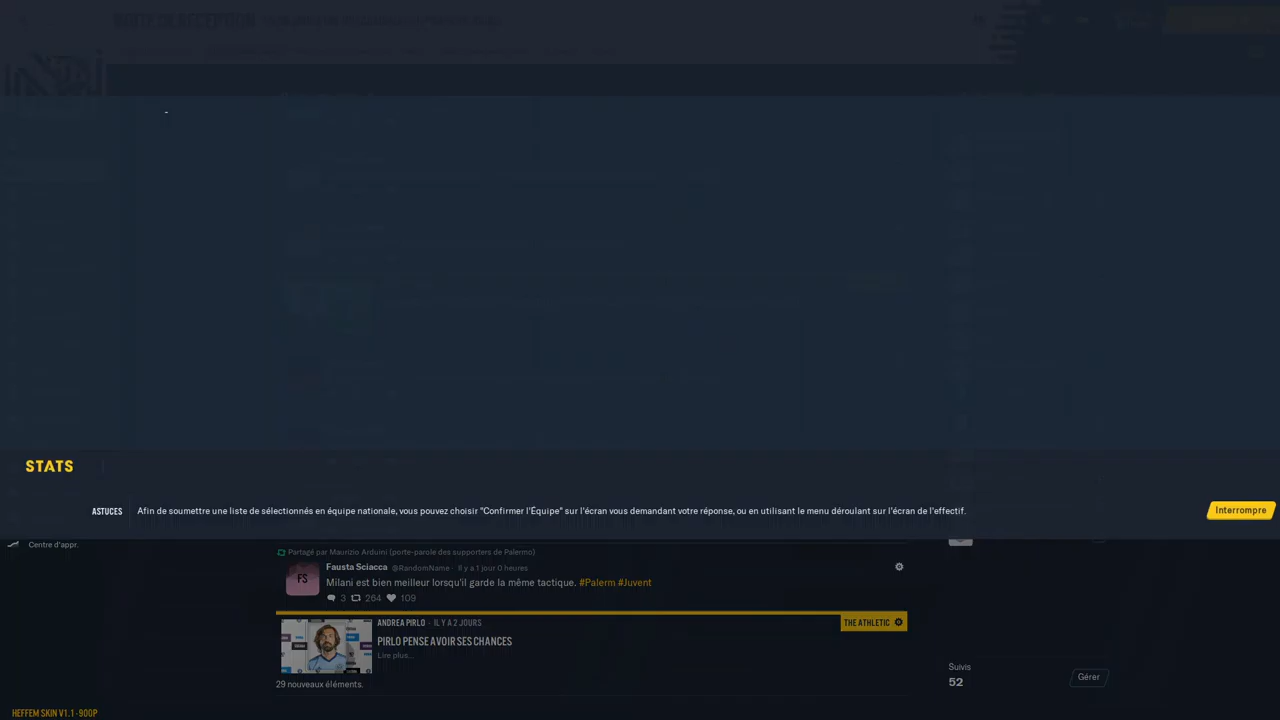 STATS
ASTUCES
Afin de soumettre une liste de sélectionnés en équipe nationale, vous pouvez choisir "Confirmer l'Équipe" sur l'écran vous demandant votre réponse, ou en utilisant le menu déroulant sur l'écran de l'effectif.
Interrompre
Centre d'appr.
Partagé par Maurizio Arduini (porte-parole des supporters de Palermo)
FS
Fausta Sciacca @RandomName · Il y a 1 jour 0 heures
Milani est bien meilleur lorsqu'il garde la même tactique. #Palerm #Juvent
3 264 109
ANDREA PIRLO · IL Y A 2 JOURS
THE ATHLETIC
PIRLO PENSE AVOIR SES CHANCES
Lire plus...
29 nouveaux éléments.
Suivis
52
Gérer
HEFFEM SKIN V1.1 - 900P